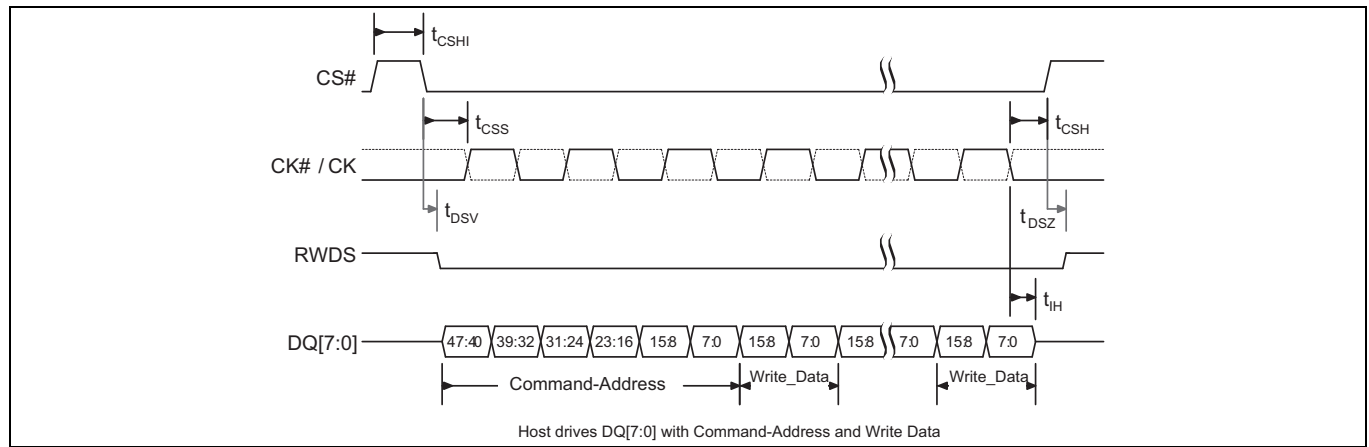 tCSHI
CS#
tCSS
tCSH
CK# / CK
tDSV
tDSZ
RWDS
tIH
DQ[7:0]
47:40 39:32 31:24 23:16 15:8 7:0 15:8 7:0 15:8 7:0 15:8 7:0
Command-Address Write_Data Write_Data
Host drives DQ[7:0] with Command-Address and Write Data